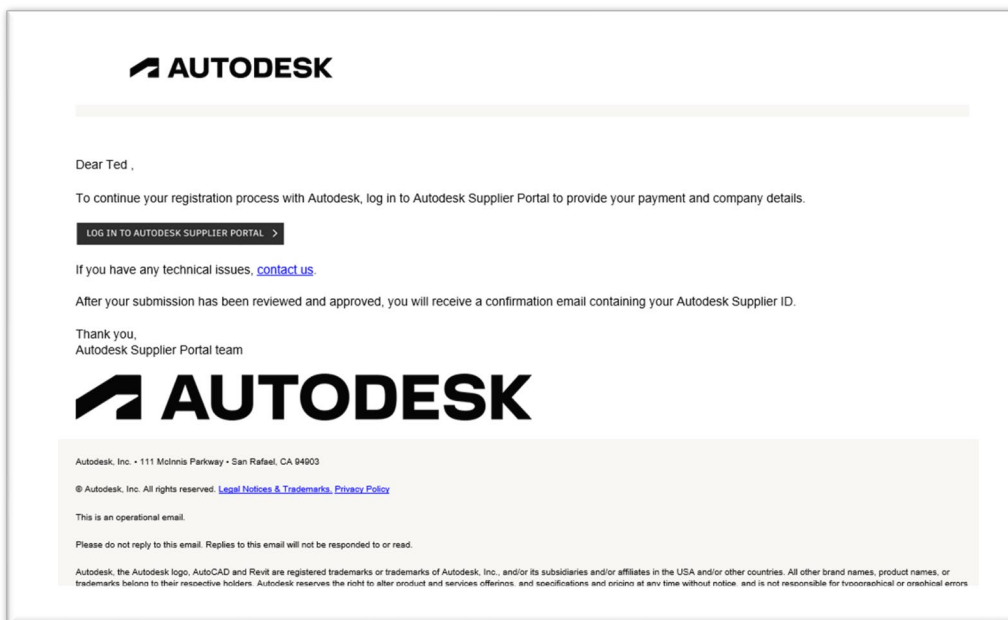 AUTODESK
Dear Ted ,
To continue your registration process with Autodesk, log in to Autodesk Supplier Portal to provide your payment and company details.
LOG IN TO AUTODESK SUPPLIER PORTAL >
If you have any technical issues, contact us.
After your submission has been reviewed and approved, you will receive a confirmation email containing your Autodesk Supplier ID.
Thank you,
Autodesk Supplier Portal team
AUTODESK
Autodesk, Inc. • 111 McInnis Parkway • San Rafael, CA 94903
© Autodesk, Inc. All rights reserved. Legal Notices & Trademarks. Privacy Policy
This is an operational email.
Please do not reply to this email. Replies to this email will not be responded to or read.
Autodesk, the Autodesk logo, AutoCAD and Revit are registered trademarks or trademarks of Autodesk, Inc., and/or its subsidiaries and/or affiliates in the USA and/or other countries. All other brand names, product names, or
trademarks belong to their respective holders. Autodesk reserves the right to alter product and services offerings, and specifications and pricing at any time without notice, and is not responsible for typographical or graphical errors